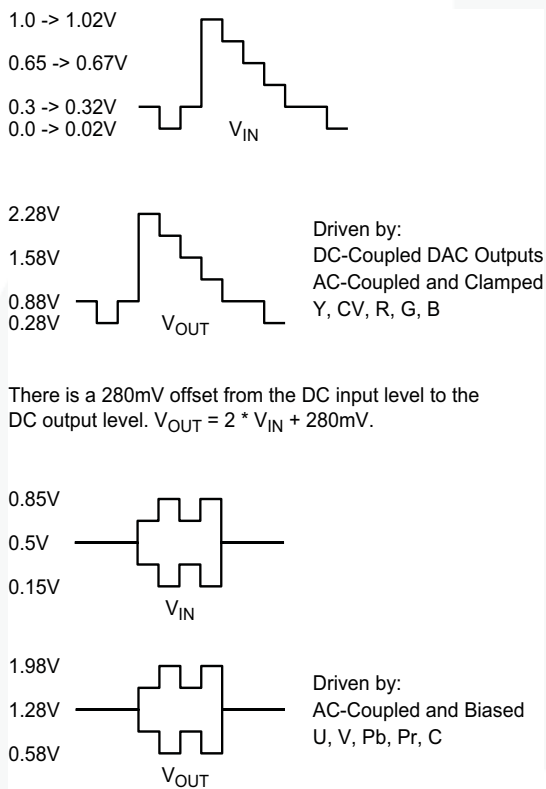 1.0 -> 1.02V
0.65 -> 0.67V
0.3 -> 0.32V
0.0 -> 0.02V
VIN
2.28V
1.58V
0.88V
0.28V
VOUT
Driven by:
DC-Coupled DAC Outputs
AC-Coupled and Clamped
Y, CV, R, G, B
There is a 280mV offset from the DC input level to the
DC output level. VOUT = 2 * VIN + 280mV.
0.85V
0.5V
0.15V
VIN
1.98V
1.28V
0.58V
VOUT
Driven by:
AC-Coupled and Biased
U, V, Pb, Pr, C